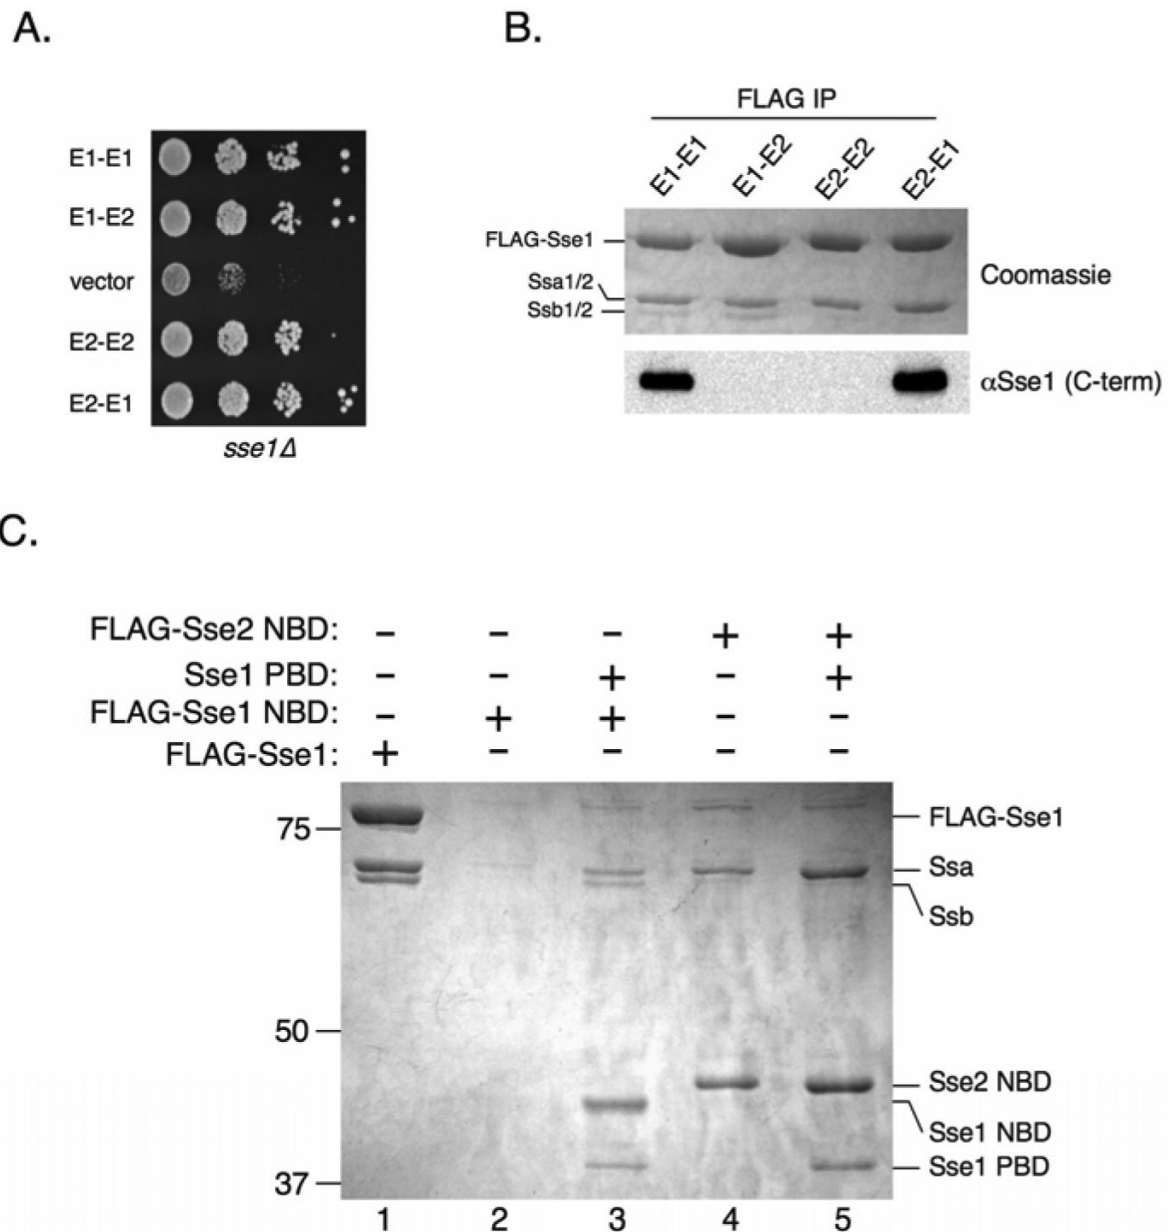 A.
E1-E1
E1-E2
vector
E2-E2
E2-E1
sse1Δ
B.
FLAG IP
E1-E1 E1-E2 E2-E2 E2-E1
FLAG-Sse1
Ssa1/2
Ssb1/2
Coomassie
αSse1 (C-term)
C.
FLAG-Sse2 NBD: – – – + +
Sse1 PBD: – – + – +
FLAG-Sse1 NBD: – + + – –
FLAG-Sse1: + – – – –
75
50
37
FLAG-Sse1
Ssa
Ssb
Sse2 NBD
Sse1 NBD
Sse1 PBD
1 2 3 4 5